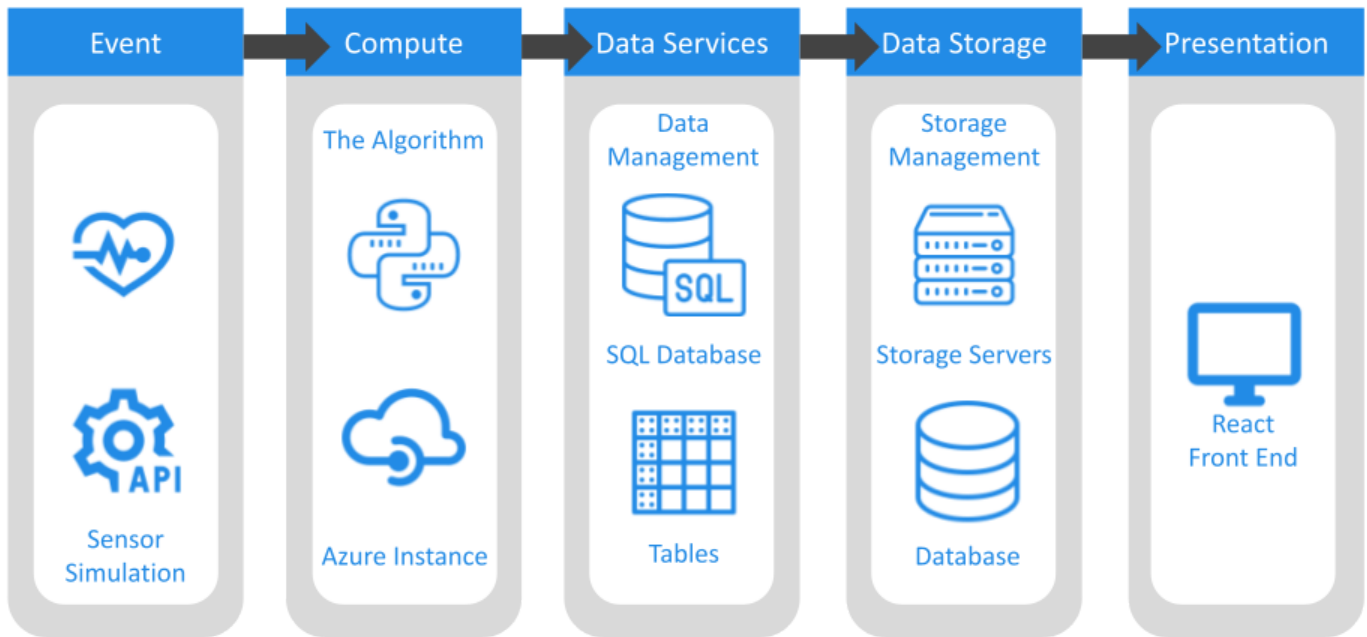 Event
Compute
Data Services
Data Storage
Presentation
API
Sensor
Simulation
The Algorithm
Azure Instance
Data
Management
SQL
SQL Database
Tables
Storage
Management
Storage Servers
Database
React
Front End